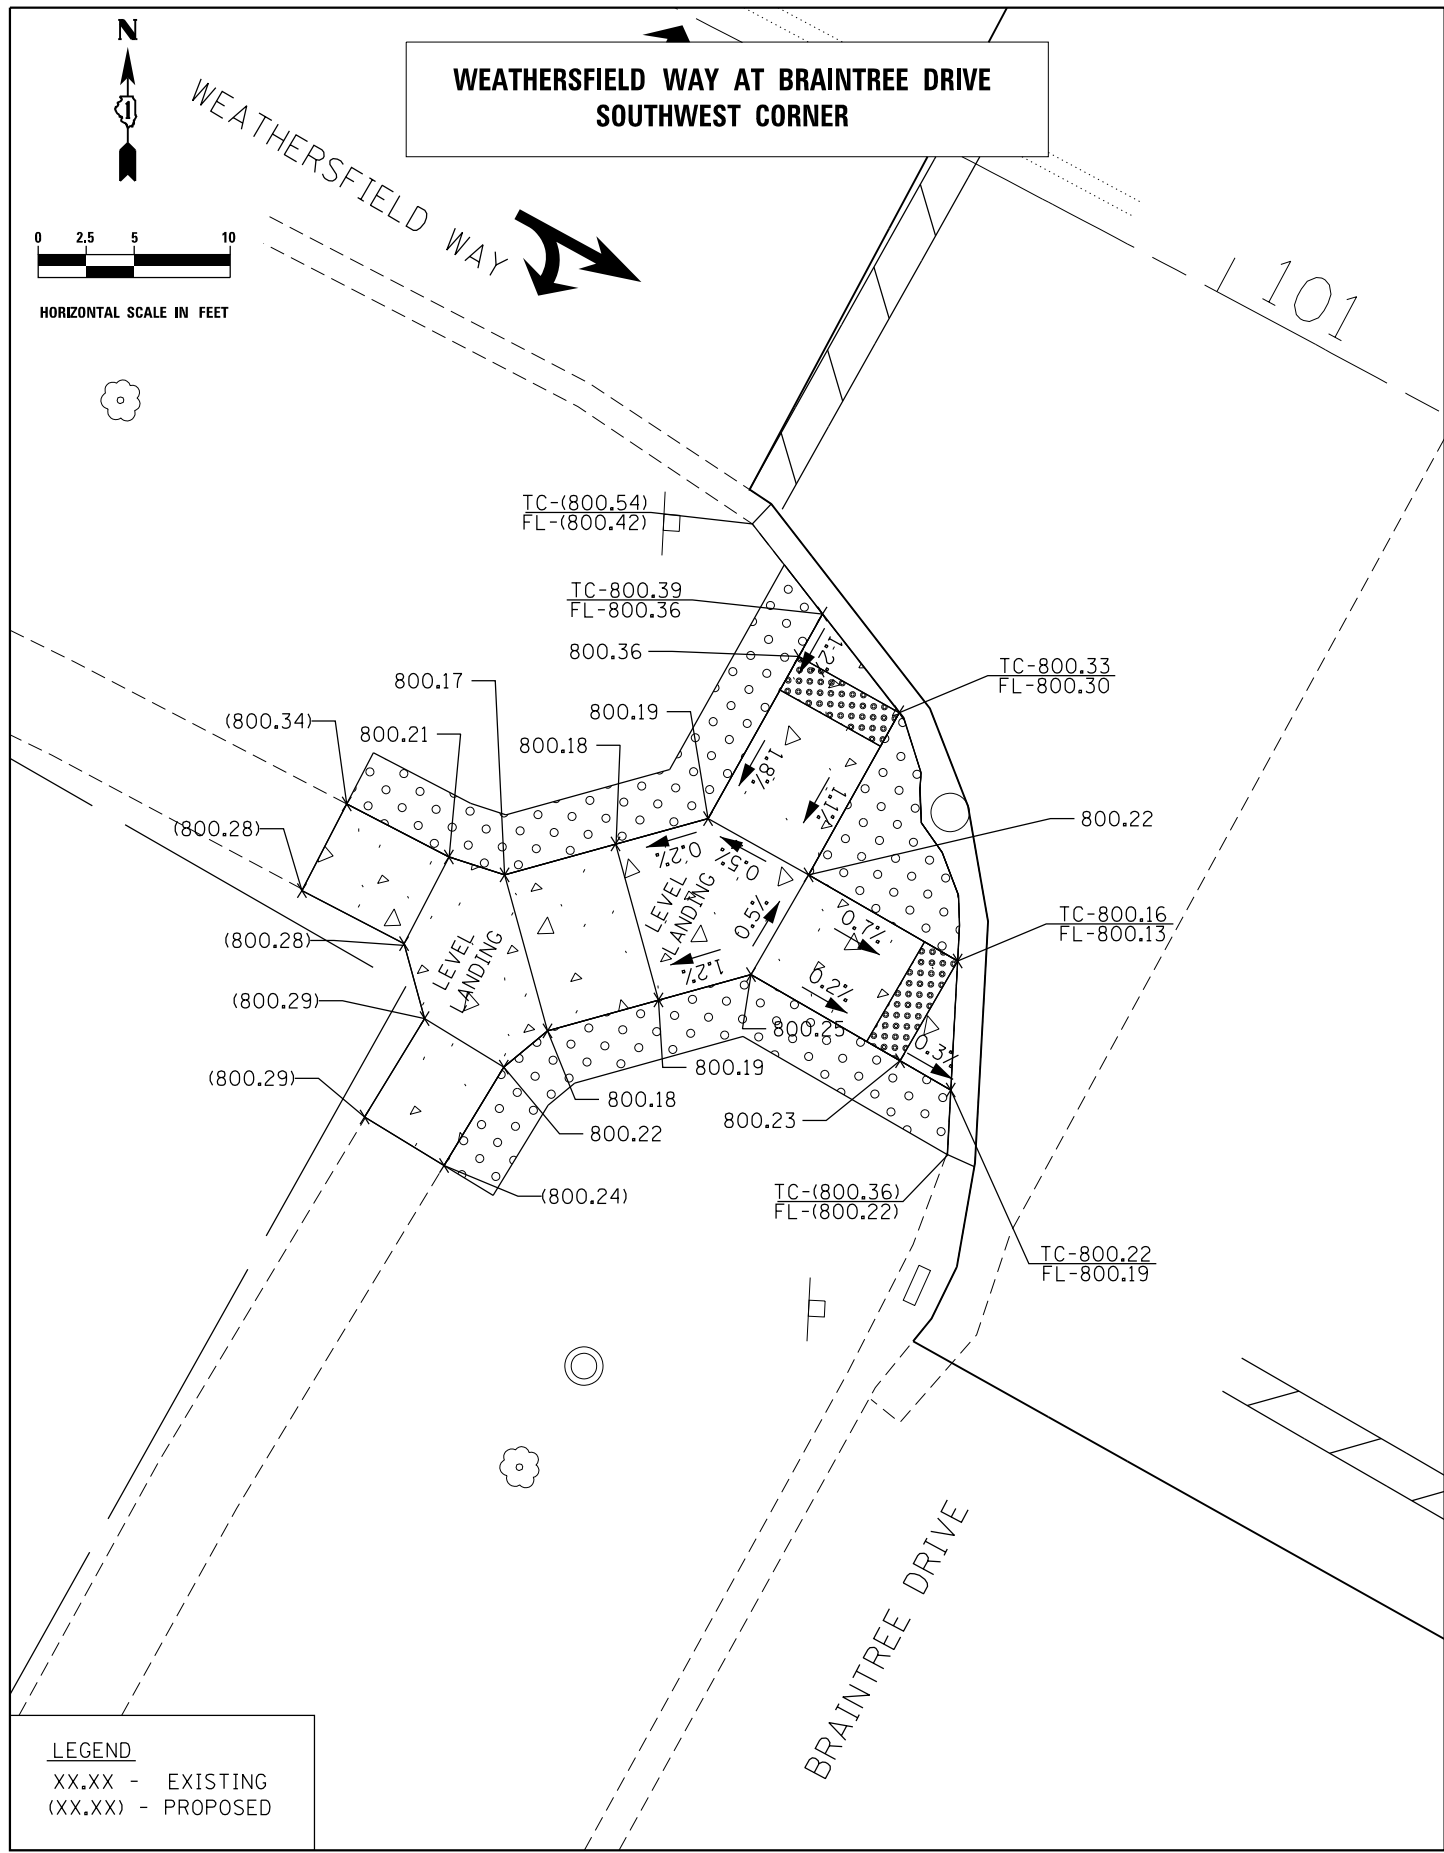 N
WEATHERSFIELD WAY AT BRAINTREE DRIVE
SOUTHWEST CORNER
WEATHERSFIELD WAY
1
0 2.5 5 10
HORIZONTAL SCALE IN FEET
101
TC-(800.54)
FL-(800.42)
TC-800.39
FL-800.36
800.36
1.2%
TC-800.33
FL-800.30
800.17
800.19
(800.34)
800.21
800.18
1.8%
1.1%
(800.28)
800.22
0.2%
0.5%
LEVEL
LANDING
0.5%
0.7%
TC-800.16
FL-800.13
(800.28)
LEVEL
LANDING
1.2%
0.2%
(800.29)
800.25
0.3%
800.19
(800.29)
800.18
800.23
800.22
(800.24)
TC-(800.36)
FL-(800.22)
TC-800.22
FL-800.19
BRAINTREE DRIVE
LEGEND
XX.XX - EXISTING
(XX.XX) - PROPOSED